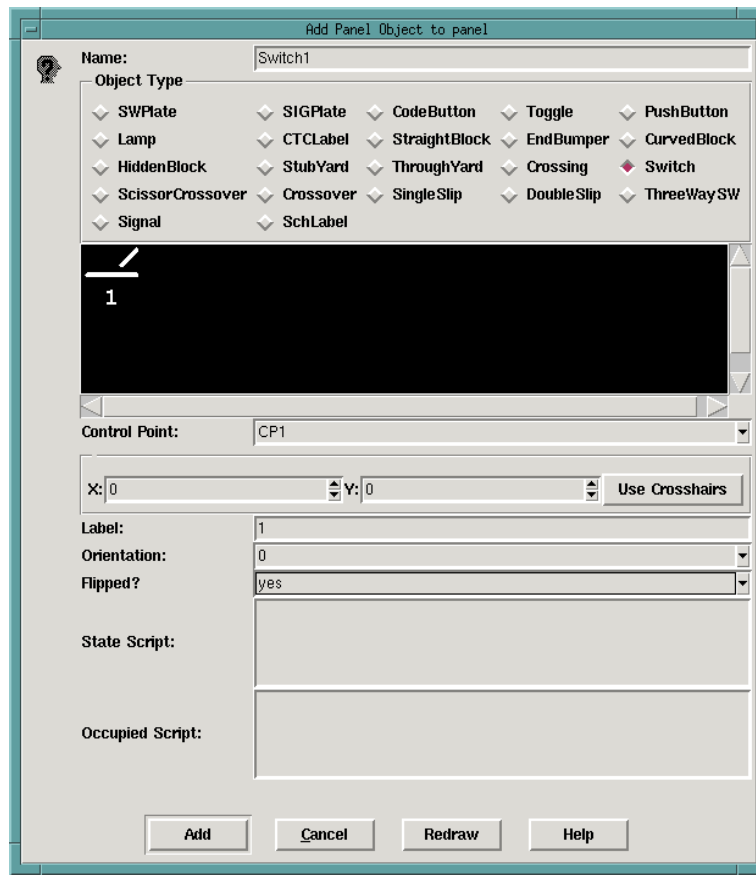 Add Panel Object to panel
Name: Switch1
Object Type
SWPlate SIGPlate CodeButton Toggle PushButton
Lamp CTCLabel StraightBlock EndBumper CurvedBlock
HiddenBlock StubYard ThroughYard Crossing Switch
ScissorCrossover Crossover SingleSlip DoubleSlip ThreeWaySW
Signal SchLabel
1
Control Point: CP1
X: 0 Y: 0 Use Crosshairs
Label: 1
Orientation: 0
Flipped? yes
State Script:
Occupied Script:
Add Cancel Redraw Help